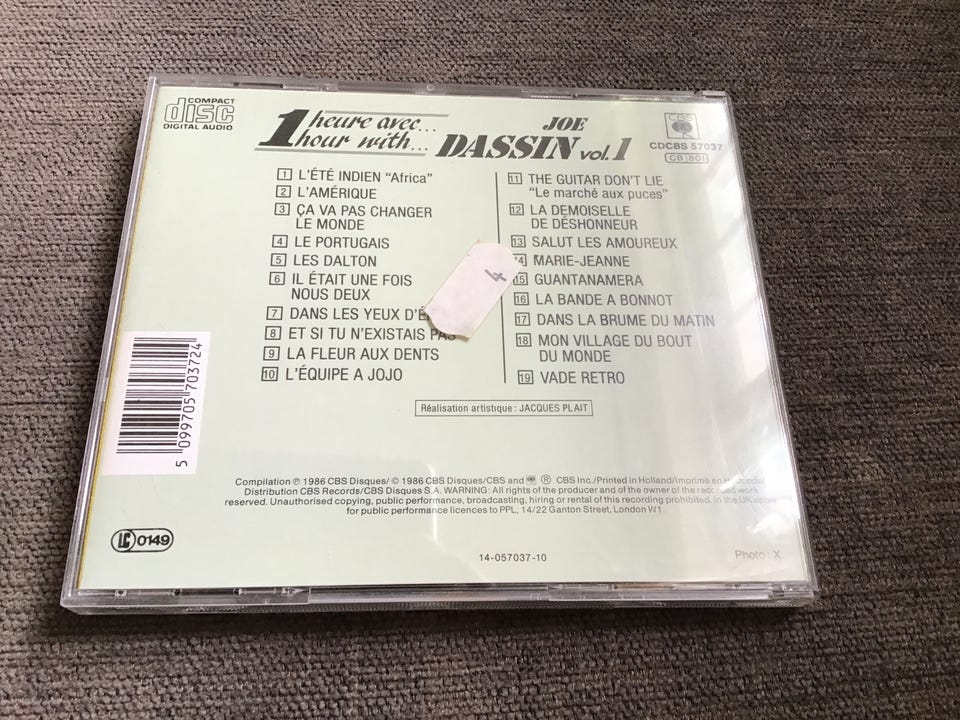 COMPACT
disc
DIGITAL AUDIO
1 heure avec...
1 hour with...
JOE
DASSIN vol.1
CBS
CDCBS 57037
CB 801
1 L'ÉTÉ INDIEN "Africa"
2 L'AMÉRIQUE
3 ÇA VA PAS CHANGER
LE MONDE
4 LE PORTUGAIS
5 LES DALTON
6 IL ÉTAIT UNE FOIS
NOUS DEUX
7 DANS LES YEUX
8 ET SI TU N'EXISTAIS PAS
9 LA FLEUR AUX DENTS
10 L'ÉQUIPE A JOJO
11 THE GUITAR DON'T LIE
"Le marché aux puces"
12 LA DEMOISELLE
DE DÉSHONNEUR
13 SALUT LES AMOUREUX
14 MARIE-JEANNE
15 GUANTANAMERA
16 LA BANDE A BONNOT
17 DANS LA BRUME DU MATIN
18 MON VILLAGE DU BOUT
DU MONDE
19 VADE RETRO
4
Réalisation artistique : JACQUES PLAIT
5 099705 703724
Compilation ℗ 1986 CBS Disques/ © 1986 CBS Disques/CBS and ® CBS Inc./Printed in Holland/Imprimé en
Distribution CBS Records/CBS Disques S.A. WARNING: All rights of the producer and of the owner of the recorded work
reserved. Unauthorised copying, public performance, broadcasting, hiring or rental of this recording prohibited. In the UK
for public performance licences to PPL, 14/22 Ganton Street, London W1
LC 0149
14-057037-10
Photo : X